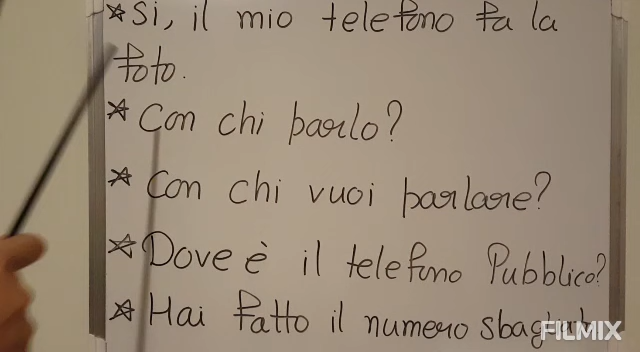 *Si, il mio telefono fa la
foto.
* Con chi parlo?
* Con chi vuoi parlare?
* Dove è il telefono Pubblico?
* Hai fatto il numero
FILMIX